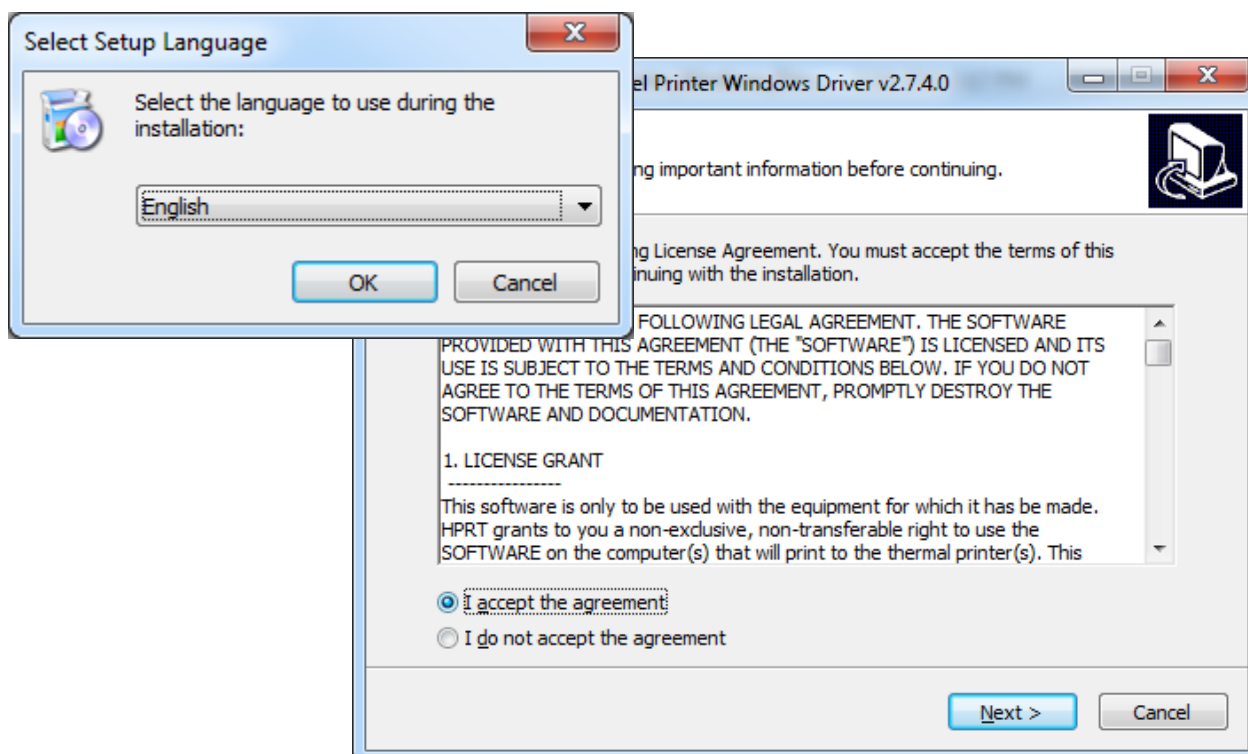 Select Setup Language
Select the language to use during the
installation:
English
OK
Cancel
el Printer Windows Driver v2.7.4.0
ng important information before continuing.
ng License Agreement. You must accept the terms of this
inuing with the installation.
FOLLOWING LEGAL AGREEMENT. THE SOFTWARE
PROVIDED WITH THIS AGREEMENT (THE "SOFTWARE") IS LICENSED AND ITS
USE IS SUBJECT TO THE TERMS AND CONDITIONS BELOW. IF YOU DO NOT
AGREE TO THE TERMS OF THIS AGREEMENT, PROMPTLY DESTROY THE
SOFTWARE AND DOCUMENTATION.
1. LICENSE GRANT
----------------
This software is only to be used with the equipment for which it has be made.
HPRT grants to you a non-exclusive, non-transferable right to use the
SOFTWARE on the computer(s) that will print to the thermal printer(s). This
I accept the agreement
I do not accept the agreement
Next >
Cancel